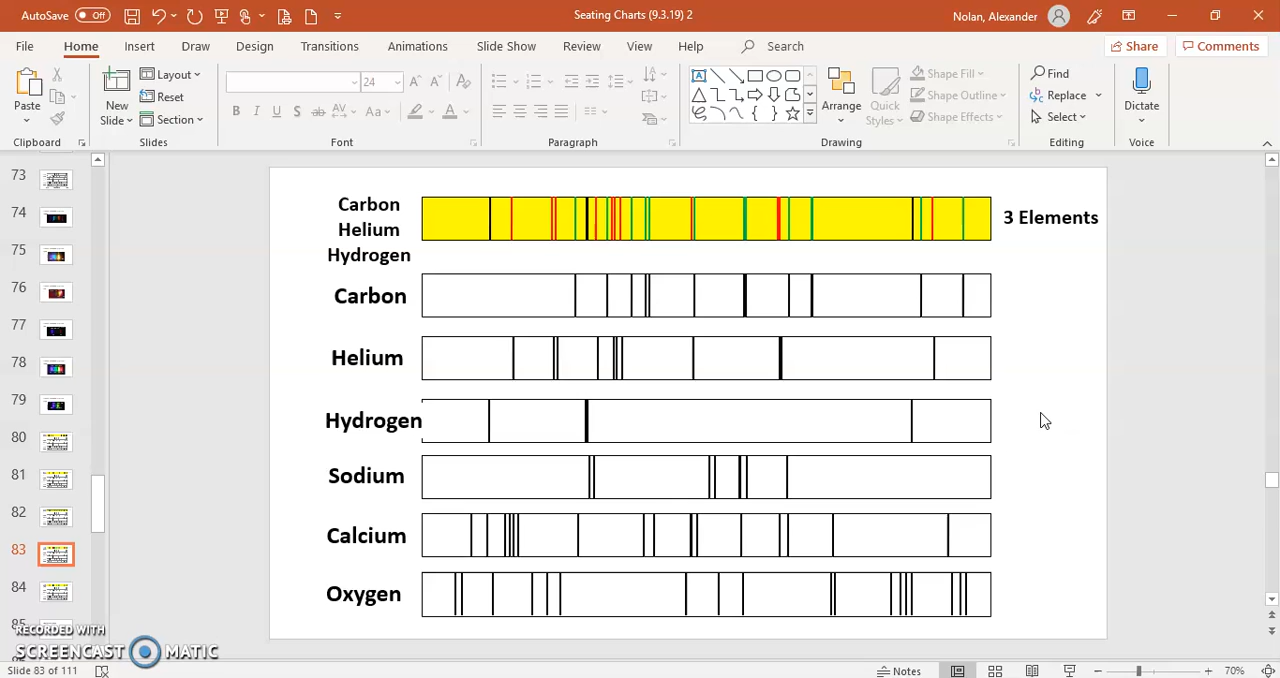 AutoSave Off Seating Charts (9.3.19) 2 Nolan, Alexander
File Home Insert Draw Design Transitions Animations Slide Show Review View Help Search Share Comments
Paste
New Slide
Layout
Reset
Section
24
B I U S ab AV Aa A
Arrange
Quick Styles
Shape Fill
Shape Outline
Shape Effects
Find
Replace
Select
Dictate
Clipboard Slides Font Paragraph Drawing Editing Voice
73
74
75
76
77
78
79
80
81
82
83
84
85
Carbon
Helium
Hydrogen
3 Elements
Carbon
Helium
Hydrogen
Sodium
Calcium
Oxygen
RECORDED WITH
SCREENCAST MATIC
Slide 83 of 111 Notes 70%